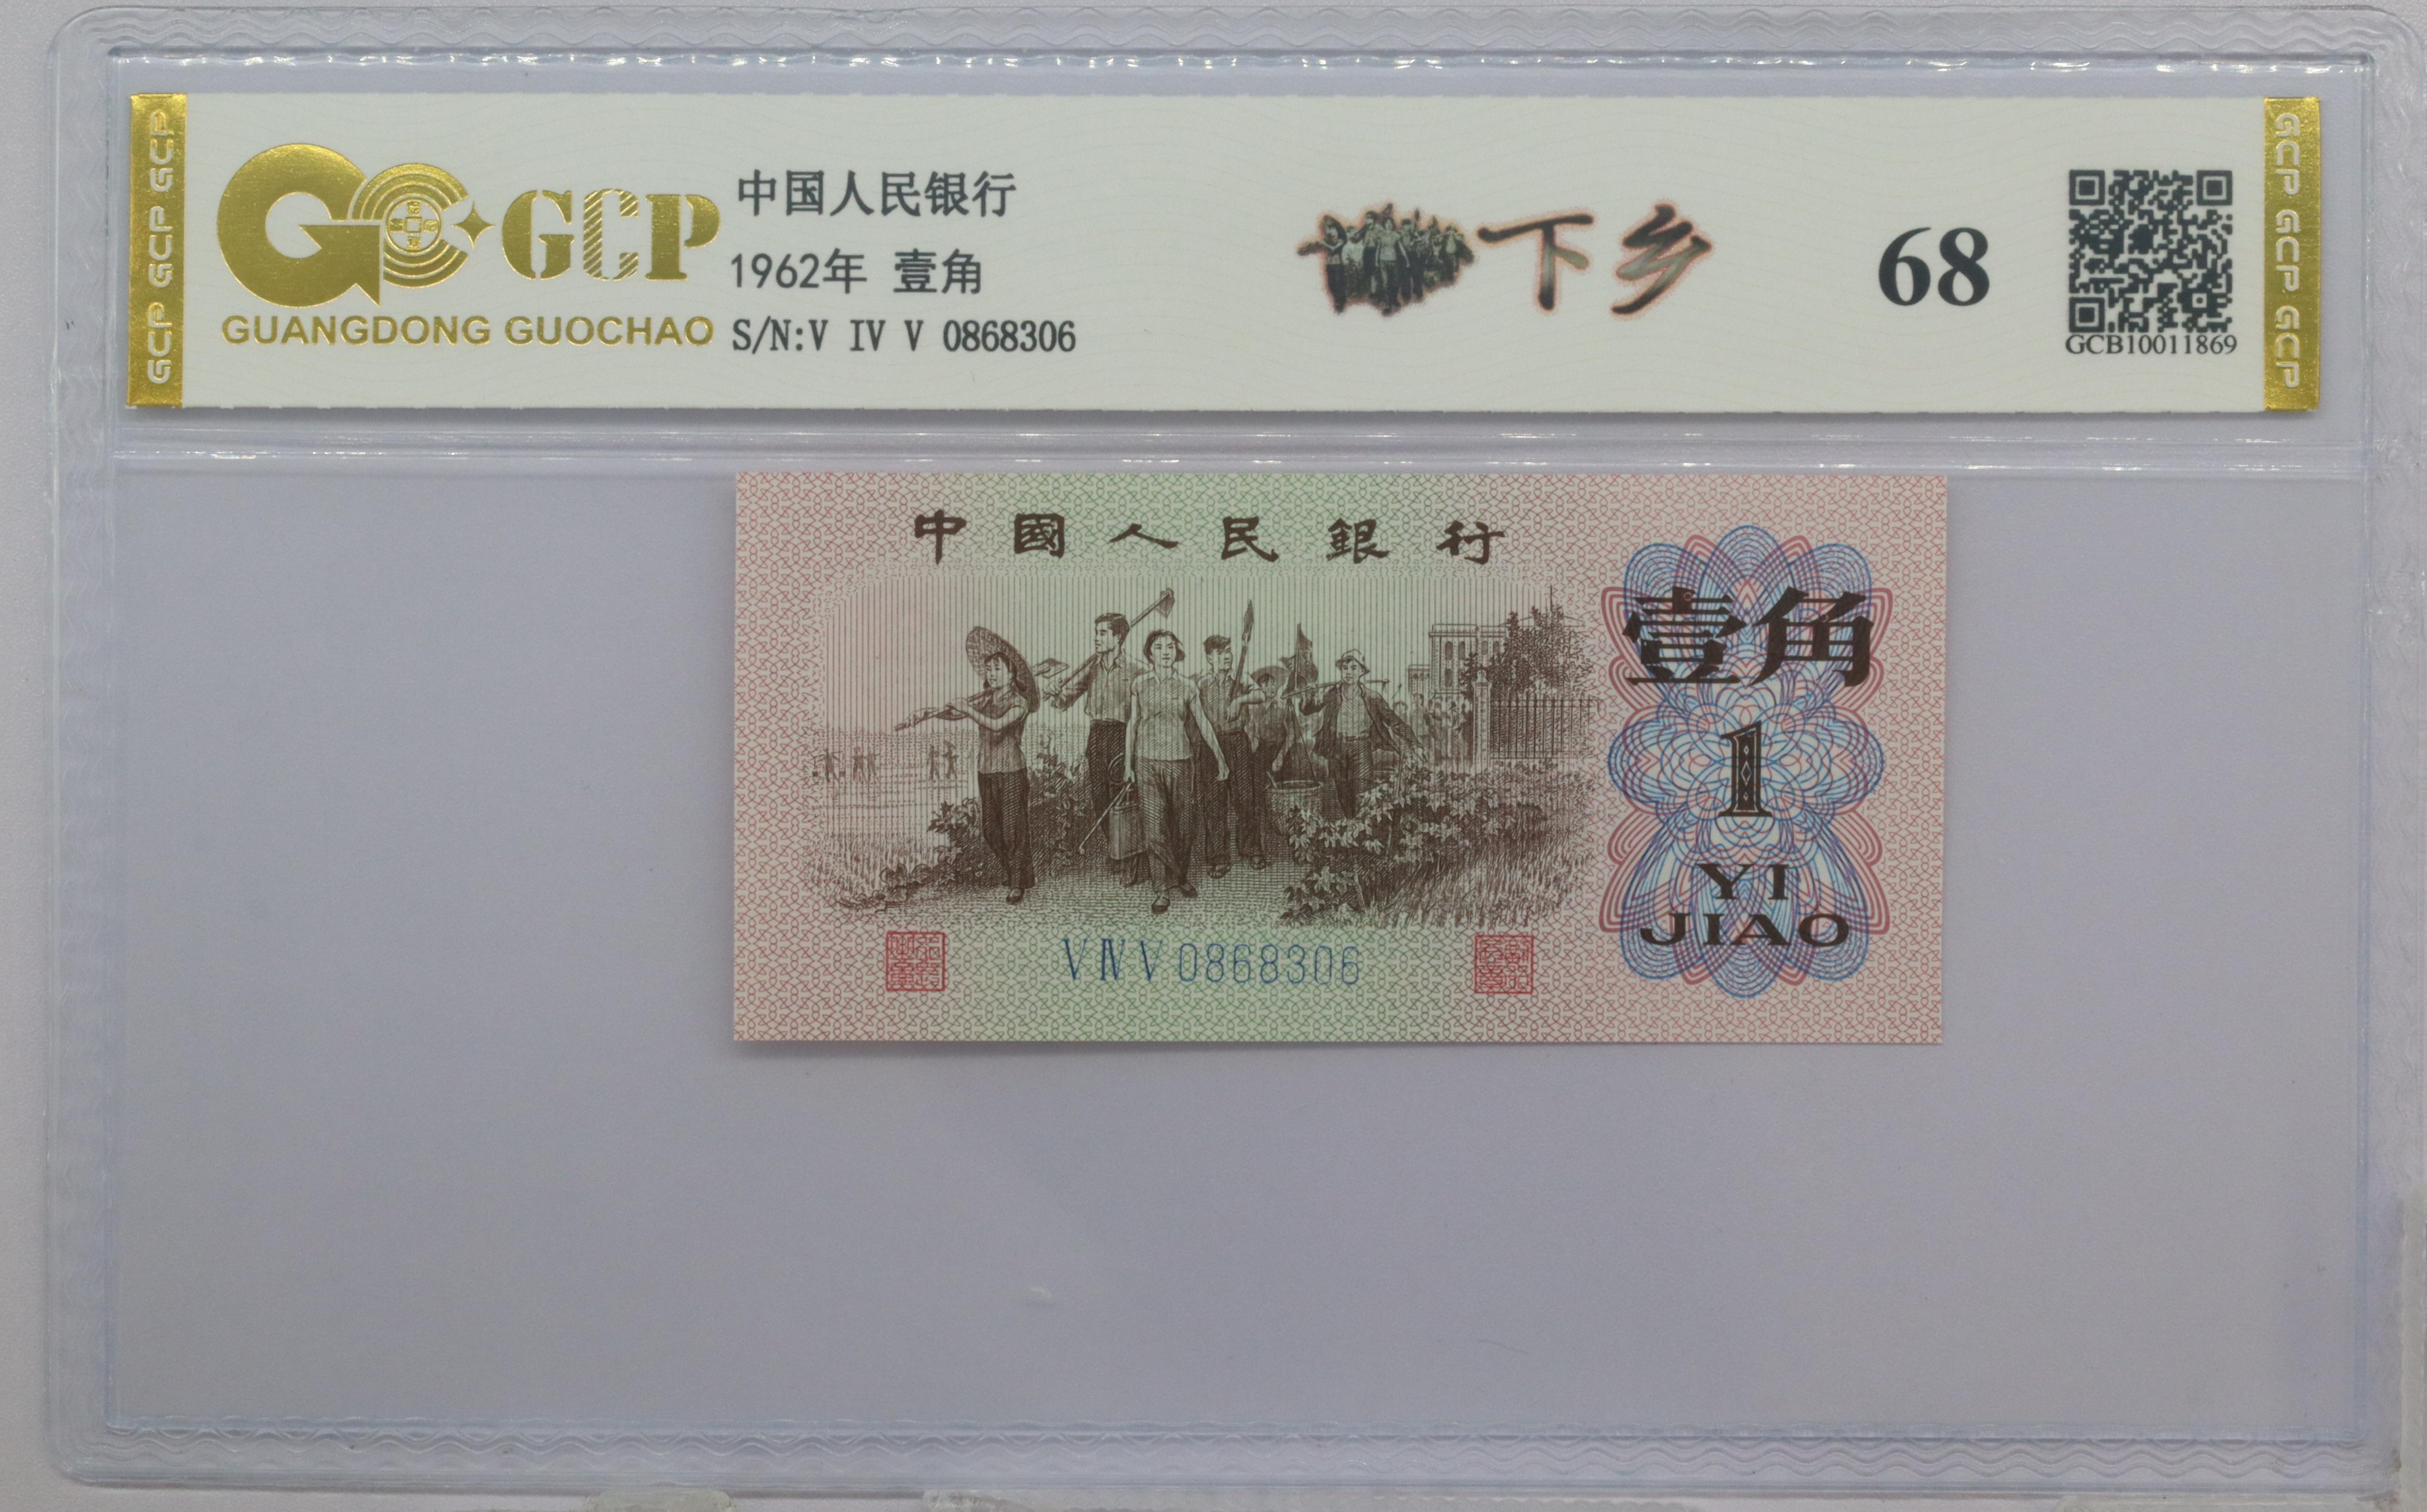 GCP GCP GCP
GCP
GUANGDONG GUOCHAO
中国人民银行
1962年 壹角
S/N:V IV V 0868306
下乡
68
GCB10011869
GCP GCP GCP
中國人民銀行
壹角
1
YI
JIAO
V IV V 0868306